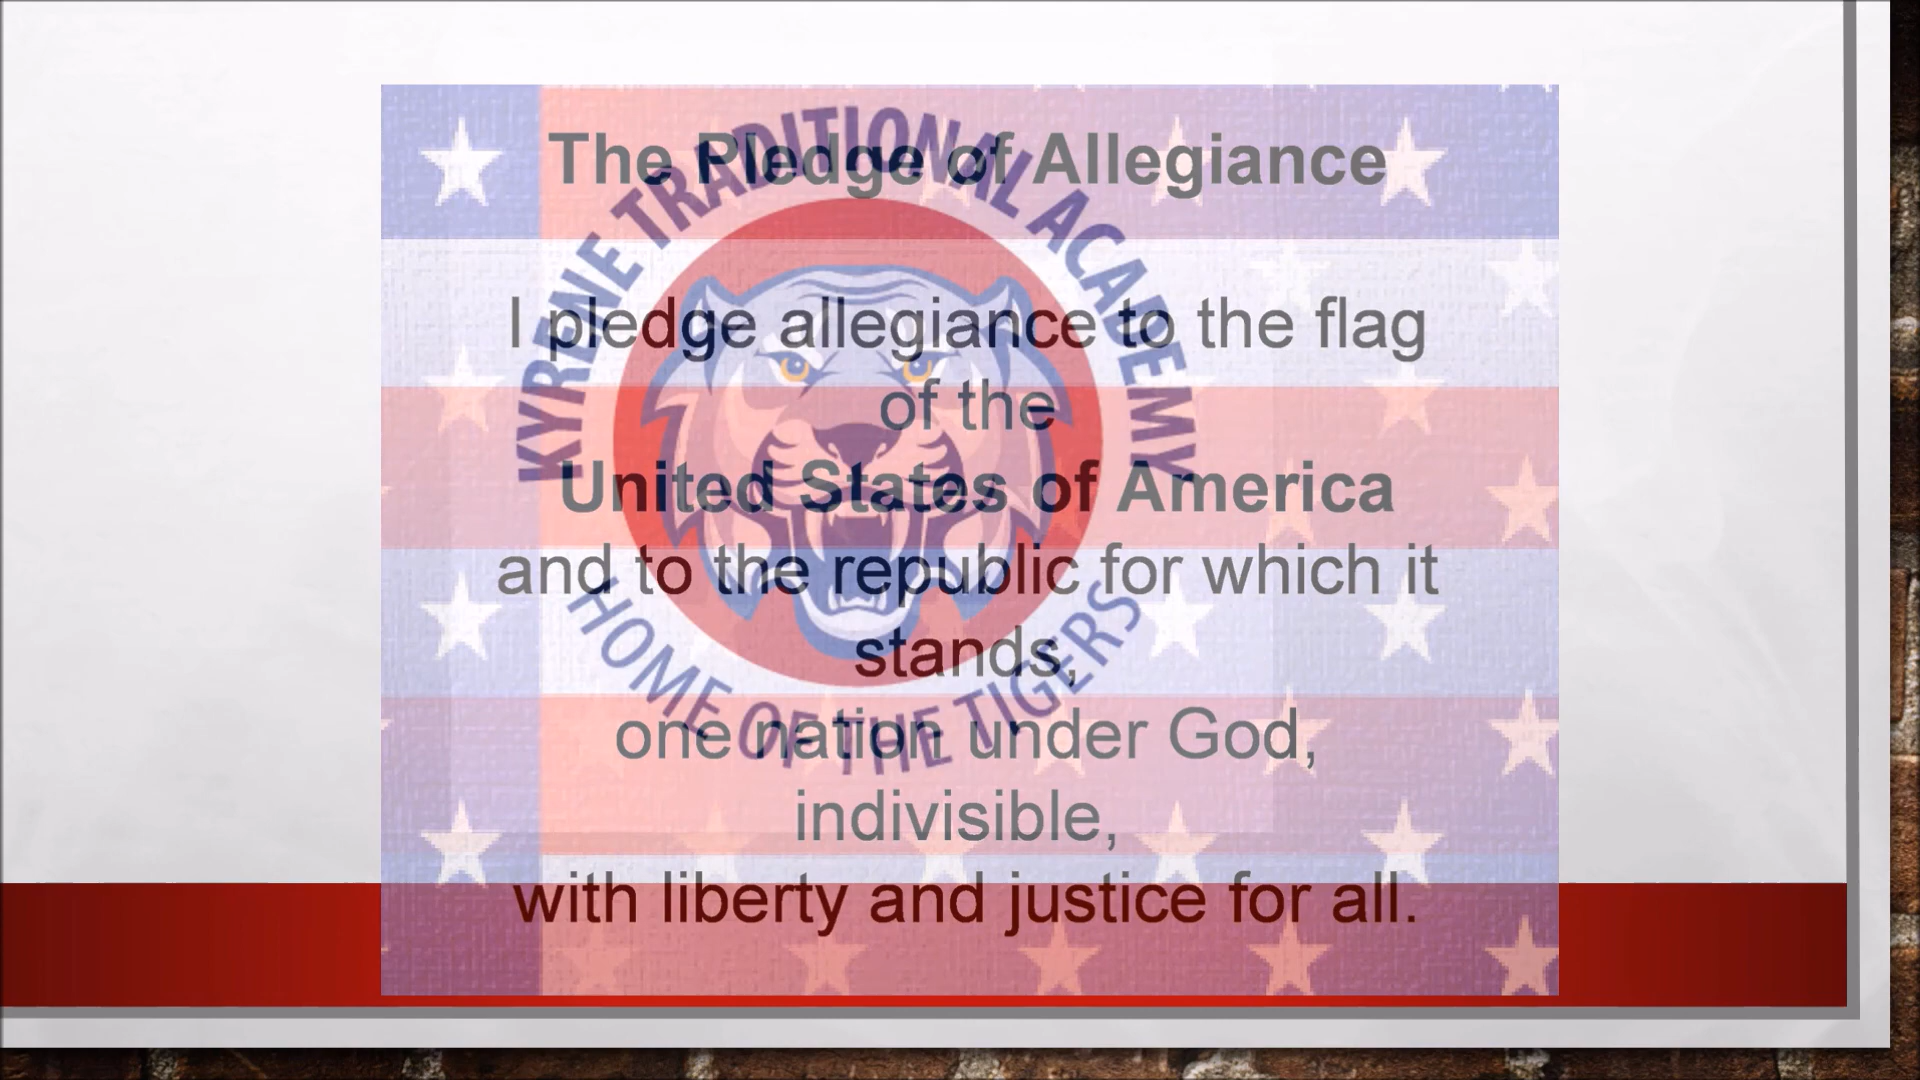 KYRENE TRADITIONAL ACADEMY
HOME OF THE TIGERS
The Pledge of Allegiance
I pledge allegiance to the flag
of the
United States of America
and to the republic for which it
stands,
one nation under God,
indivisible,
with liberty and justice for all.